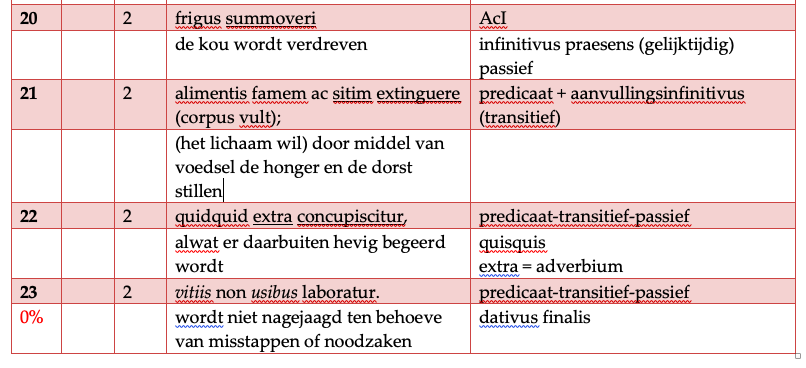 20 2 frigus summoveri AcI
de kou wordt verdreven infinitivus praesens (gelijktijdig)
passief
21 2 alimentis famem ac sitim extinguere predicaat + aanvullingsinfinitivus
(corpus vult); (transitief)
(het lichaam wil) door middel van
voedsel de honger en de dorst
stillen
22 2 quidquid extra concupiscitur, predicaat-transitief-passief
alwat er daarbuiten hevig begeerd quisquis
wordt extra = adverbium
23 2 vitiis non usibus laboratur. predicaat-transitief-passief
0% wordt niet nagejaagd ten behoeve dativus finalis
van misstappen of noodzaken